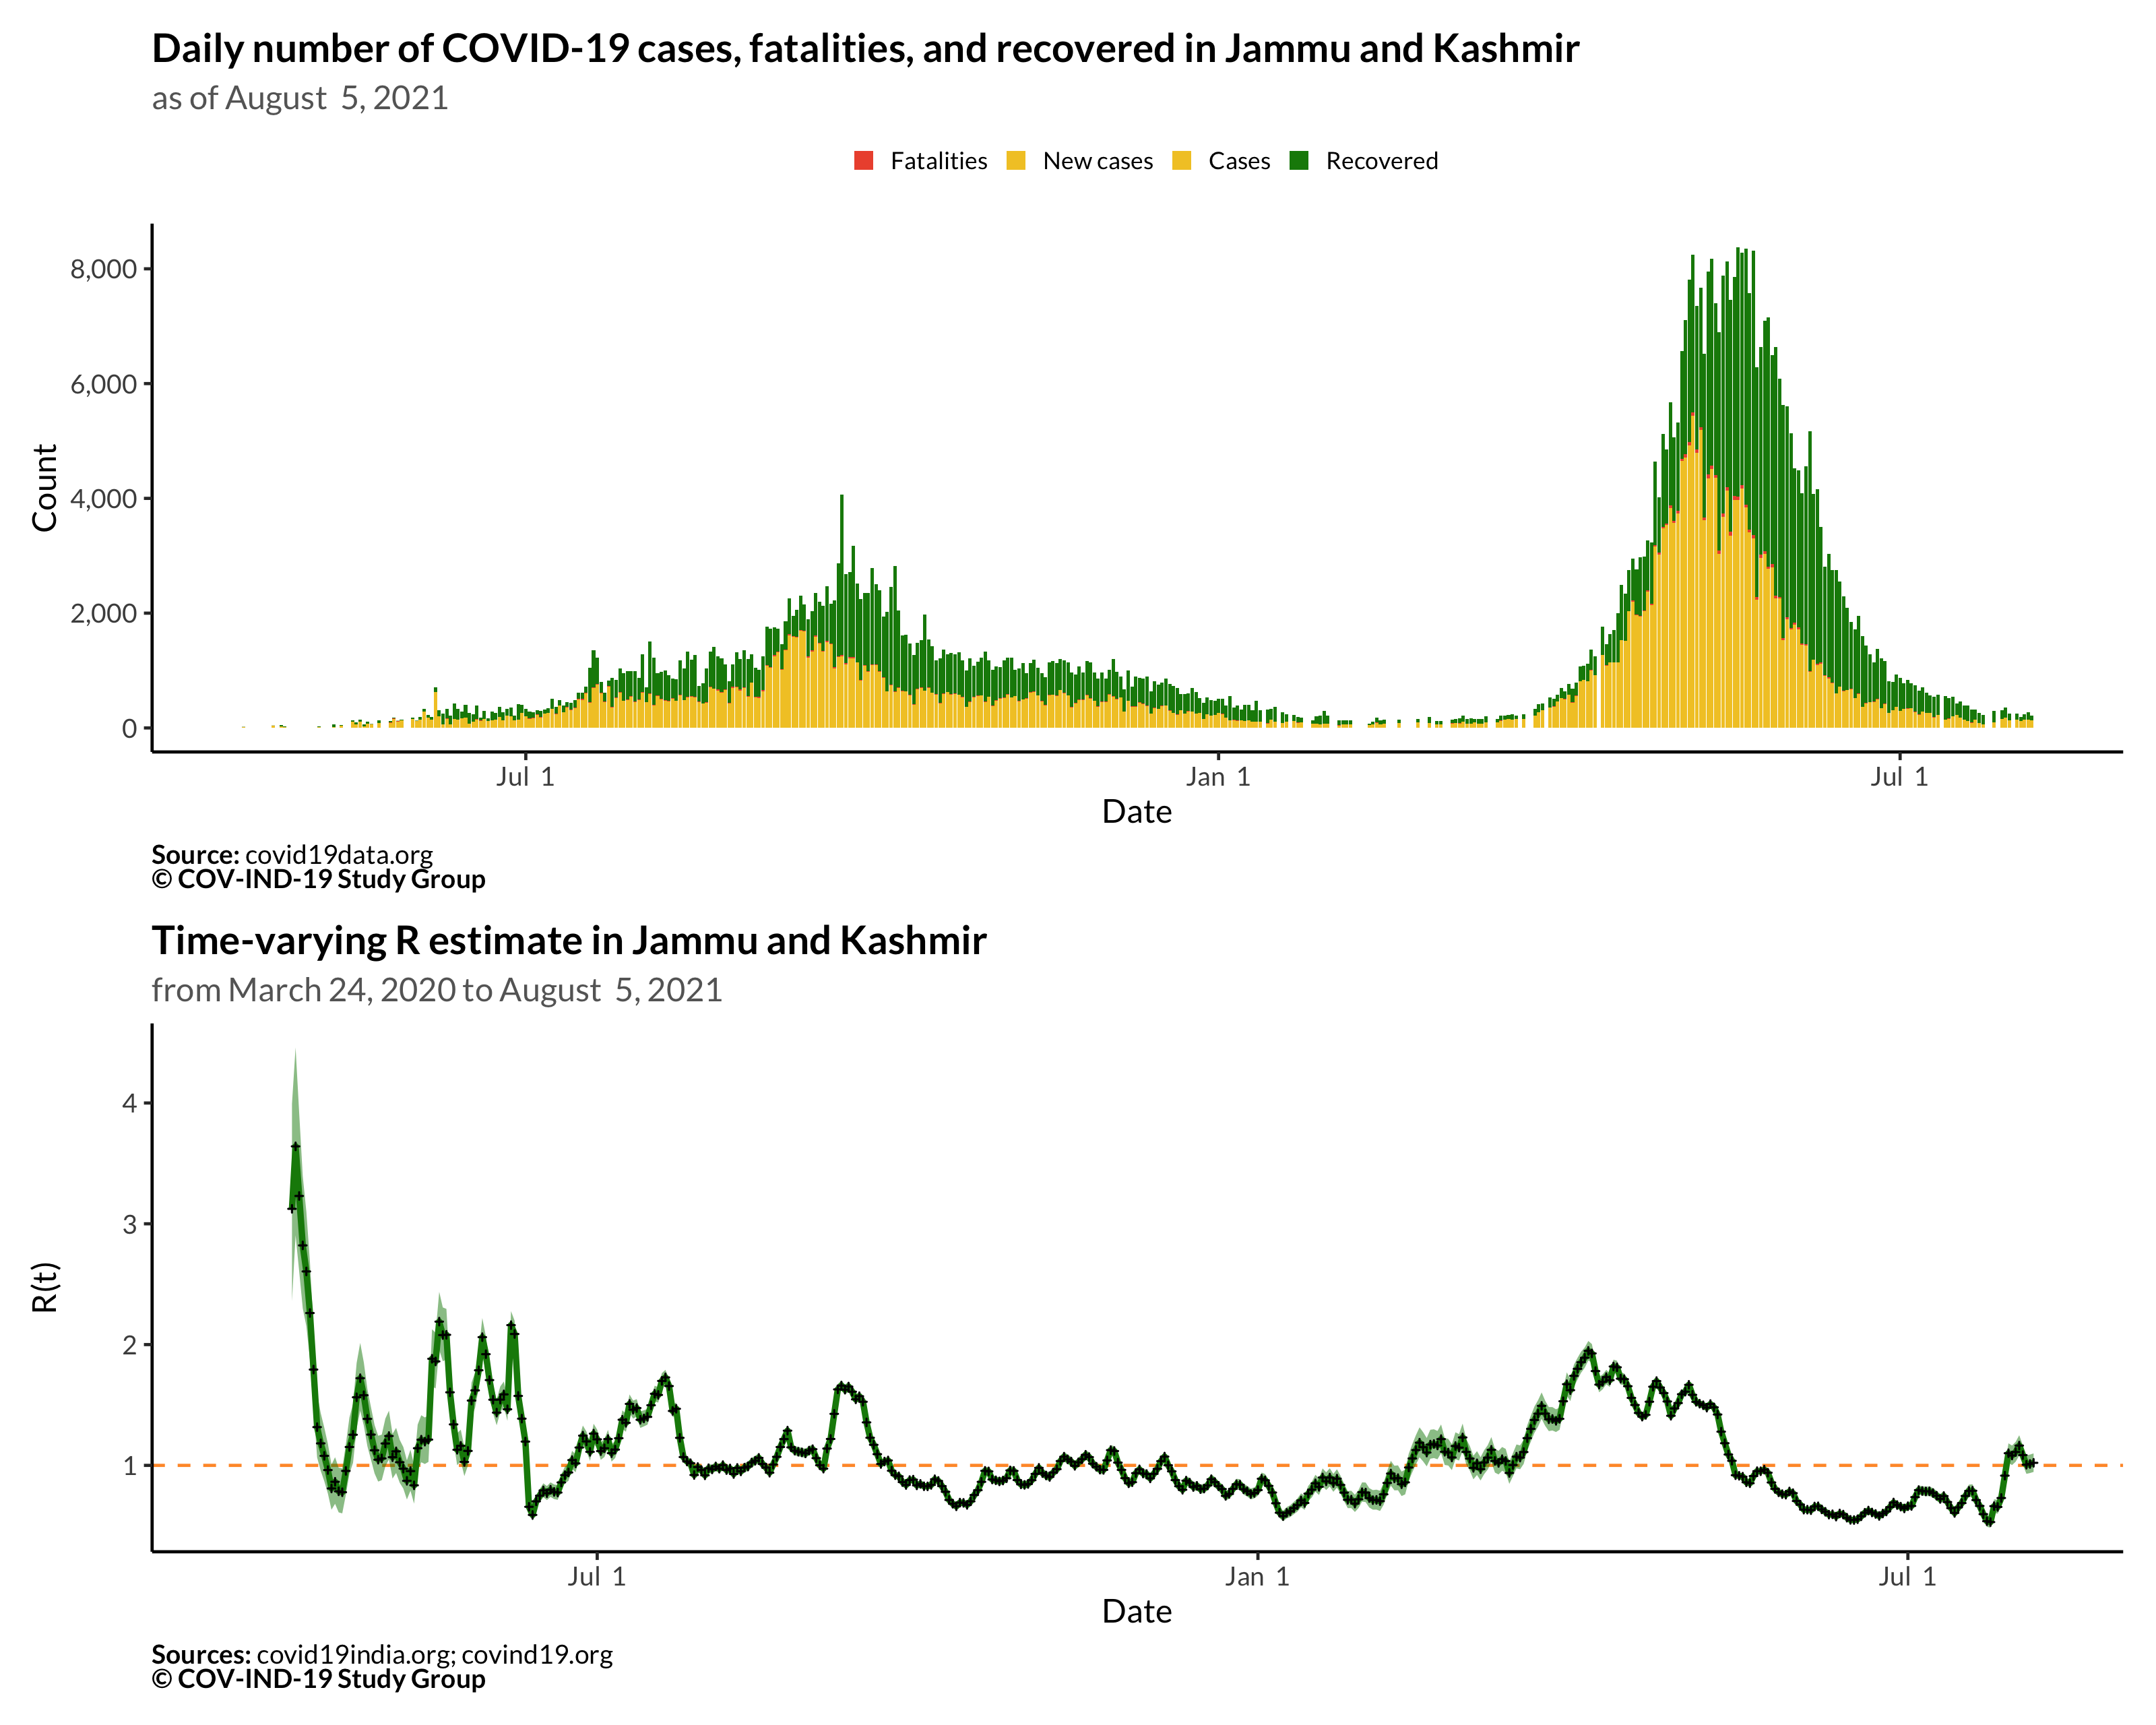 Daily number of COVID-19 cases, fatalities, and recovered in Jammu and Kashmir
as of August  5, 2021
Fatalities New cases Cases Recovered
8,000
6,000
4,000
2,000
0
Count
Jul  1 Jan  1 Jul  1
Date
Source: covid19data.org
© COV-IND-19 Study Group
Time-varying R estimate in Jammu and Kashmir
from March 24, 2020 to August  5, 2021
4
3
2
1
R(t)
Jul  1 Jan  1 Jul  1
Date
Sources: covid19india.org; covind19.org
© COV-IND-19 Study Group